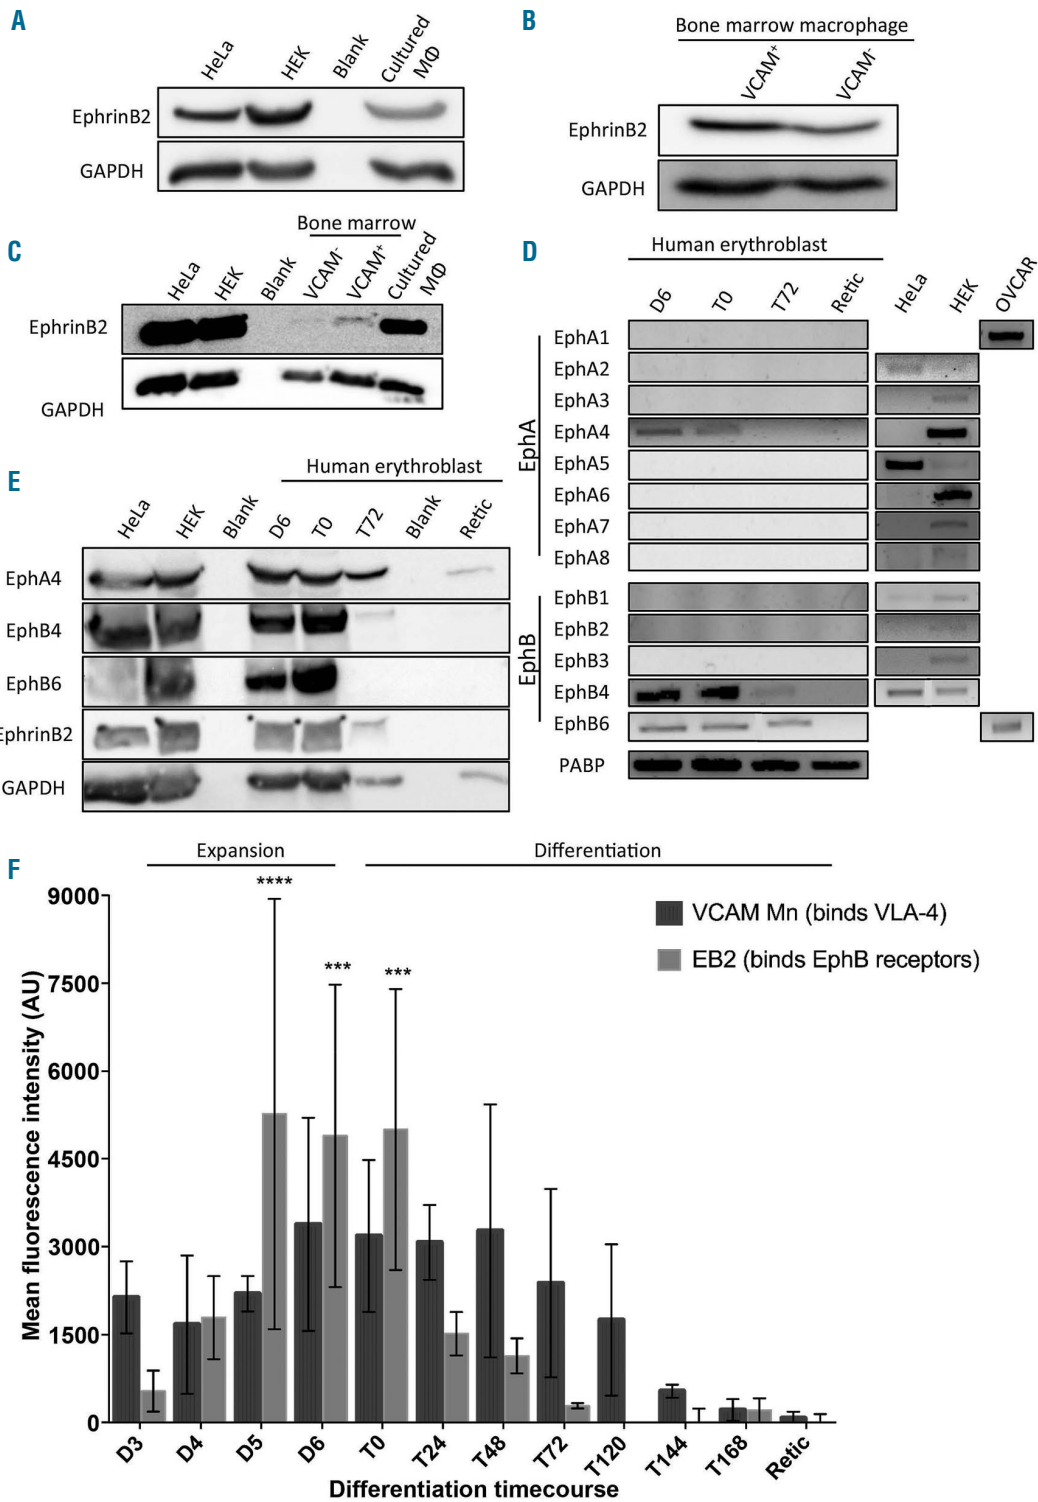 A
HeLa
HEK
Blank
Cultured
MΦ
EphrinB2
GAPDH
B
Bone marrow macrophage
VCAM+
VCAM-
EphrinB2
GAPDH
C
Bone marrow
HeLa
HEK
Blank
VCAM-
VCAM+
Cultured
MΦ
EphrinB2
GAPDH
D
Human erythroblast
D6
T0
T72
Retic
HeLa
HEK
OVCAR
EphA
EphA1
EphA2
EphA3
EphA4
EphA5
EphA6
EphA7
EphA8
EphB
EphB1
EphB2
EphB3
EphB4
EphB6
PABP
E
Human erythroblast
HeLa
HEK
Blank
D6
T0
T72
Blank
Retic
EphA4
EphB4
EphB6
EphrinB2
GAPDH
F
Expansion
Differentiation
****
***
***
VCAM Mn (binds VLA-4)
EB2 (binds EphB receptors)
Mean fluorescence intensity (AU)
9000
7500
6000
4500
3000
1500
0
D3
D4
D5
D6
T0
T24
T48
T72
T120
T144
T168
Retic
Differentiation timecourse